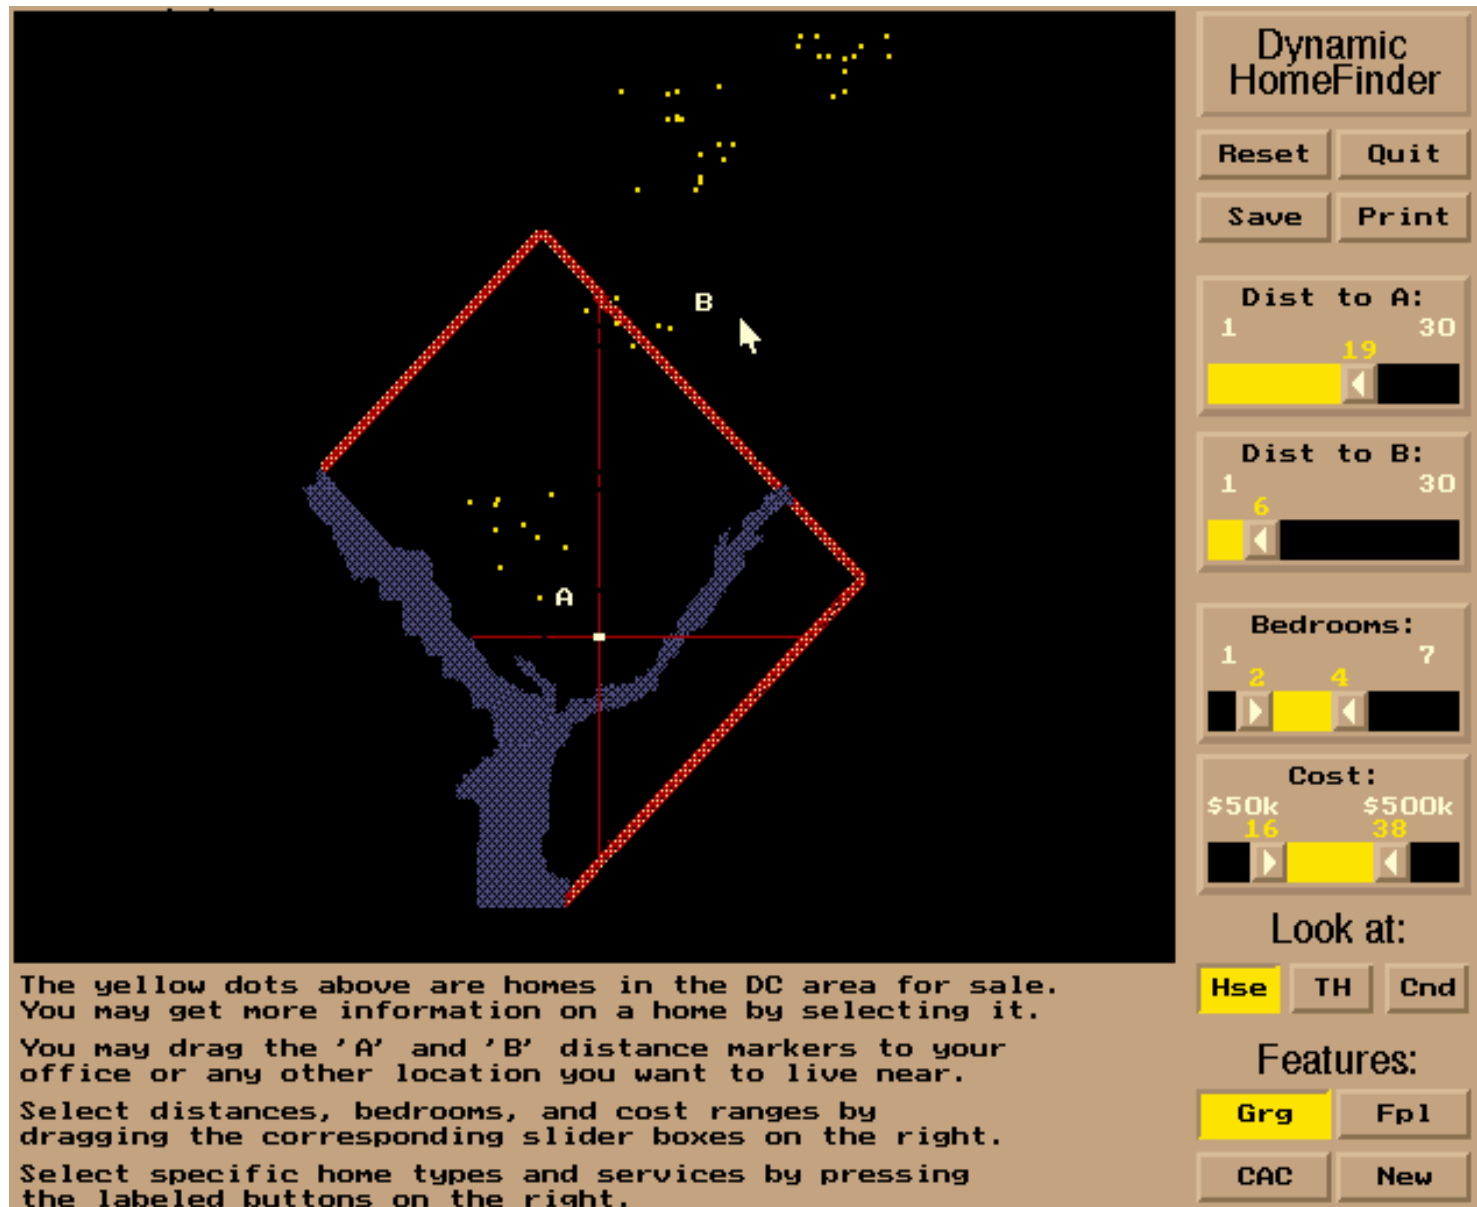 Dynamic
HomeFinder
Reset Quit
Save Print
B
Dist to A:
1 30
19
Dist to B:
1 30
6
A
Bedrooms:
1 7
2 4
Cost:
$50k $500k
16 38
Look at:
Hse TH Cnd
Features:
Grg Fpl
CAC New
The yellow dots above are homes in the DC area for sale.
You may get more information on a home by selecting it.
You may drag the 'A' and 'B' distance markers to your
office or any other location you want to live near.
Select distances, bedrooms, and cost ranges by
dragging the corresponding slider boxes on the right.
Select specific home types and services by pressing
the labeled buttons on the right.